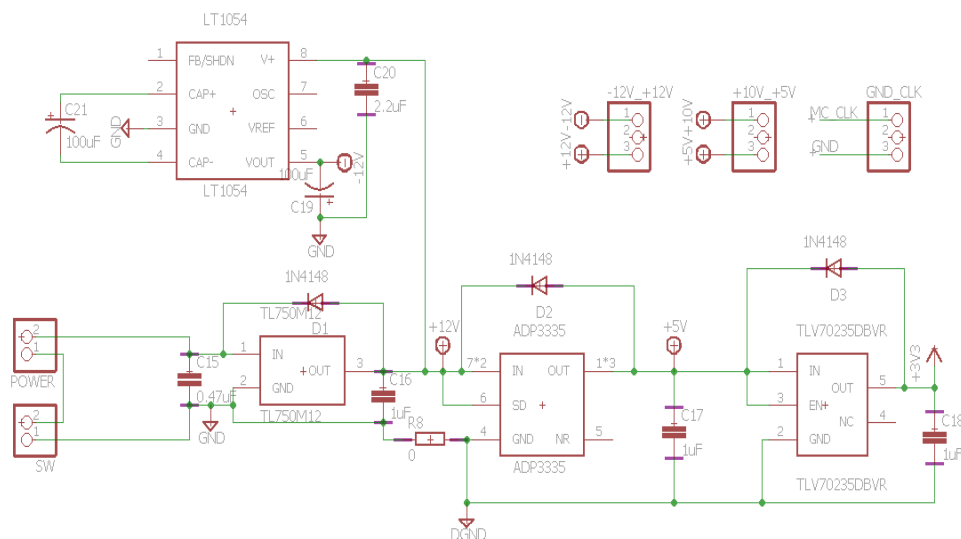 LT1054
1 FB/SHDN V+ 8
2 CAP+ OSC 7
3 GND VREF 6
4 CAP- VOUT 5
LT1054
C21
100uF
GND
C20
2.2uF
-12V
100uF
C19
GND
-12V_+12V
-12V
+12V
1
2
3
+10V_+5V
+10V
+5V
1
2
3
GND_CLK
MC_CLK
GND
1
2
3
1N4148
D1
TL750M12
1 IN OUT 3
2 GND
TL750M12
POWER
2
1
SW
2
1
C15
0.47uF
GND
C16
1uF
R8
0
+12V
1N4148
D2
ADP3335
7*2 IN OUT 1*3
6 SD
4 GND NR 5
ADP3335
DGND
+5V
C17
1uF
1N4148
D3
TLV70235DBVR
1 IN OUT 5
3 EN NC 4
2 GND
TLV70235DBVR
+3V3
C18
1uF